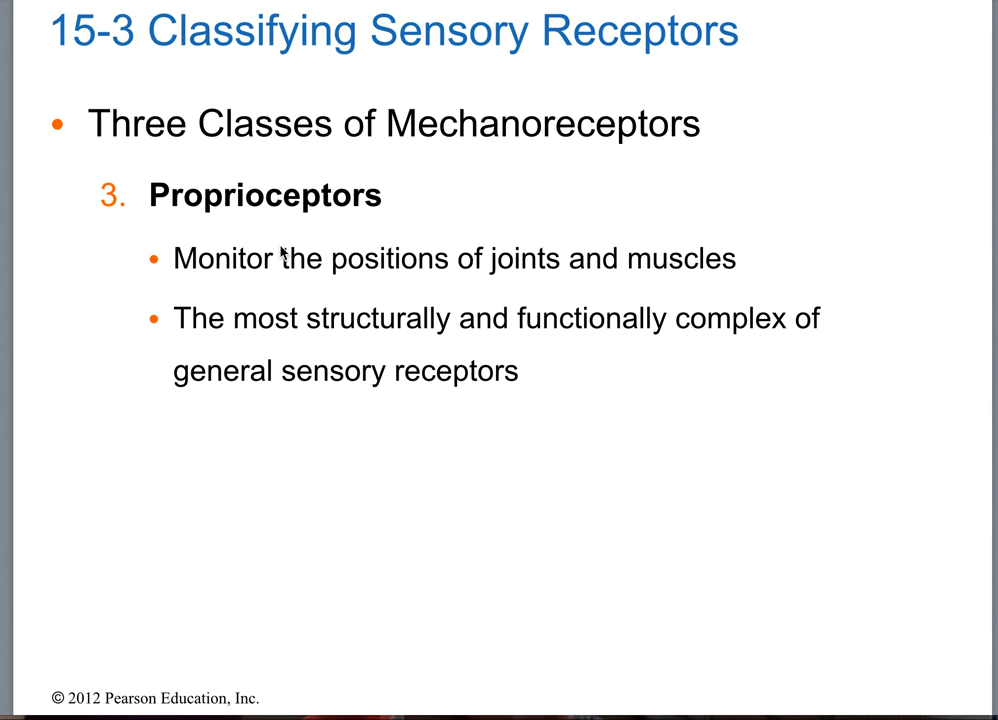 15-3 Classifying Sensory Receptors
• Three Classes of Mechanoreceptors
3. Proprioceptors
• Monitor the positions of joints and muscles
• The most structurally and functionally complex of
general sensory receptors
© 2012 Pearson Education, Inc.